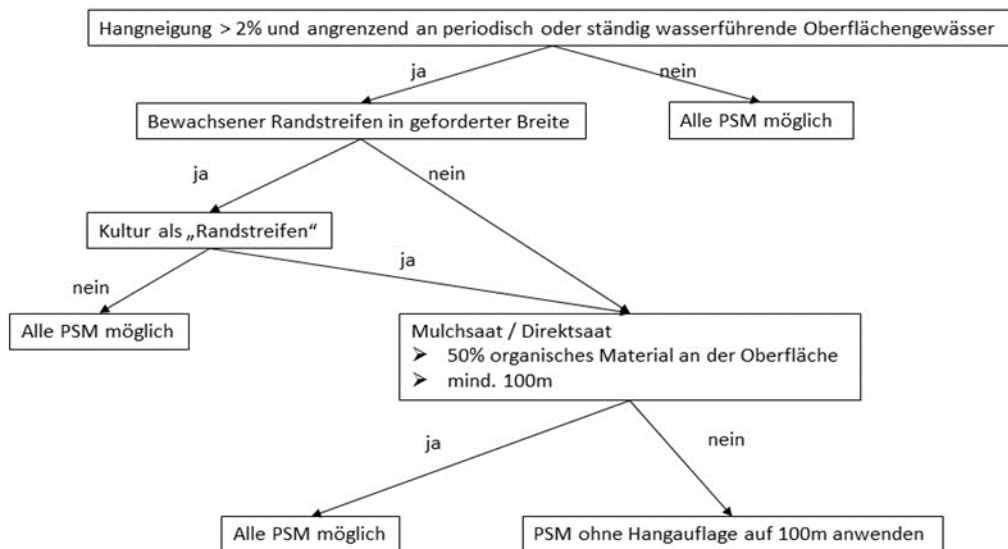 Hangneigung > 2% und angrenzend an periodisch oder ständig wasserführende Oberflächengewässer
ja
nein
Bewachsener Randstreifen in geforderter Breite
Alle PSM möglich
ja
nein
Kultur als „Randstreifen“
nein
ja
Alle PSM möglich
Mulchsaat / Direktsaat
➢ 50% organisches Material an der Oberfläche
➢ mind. 100m
ja
nein
Alle PSM möglich
PSM ohne Hangauflage auf 100m anwenden